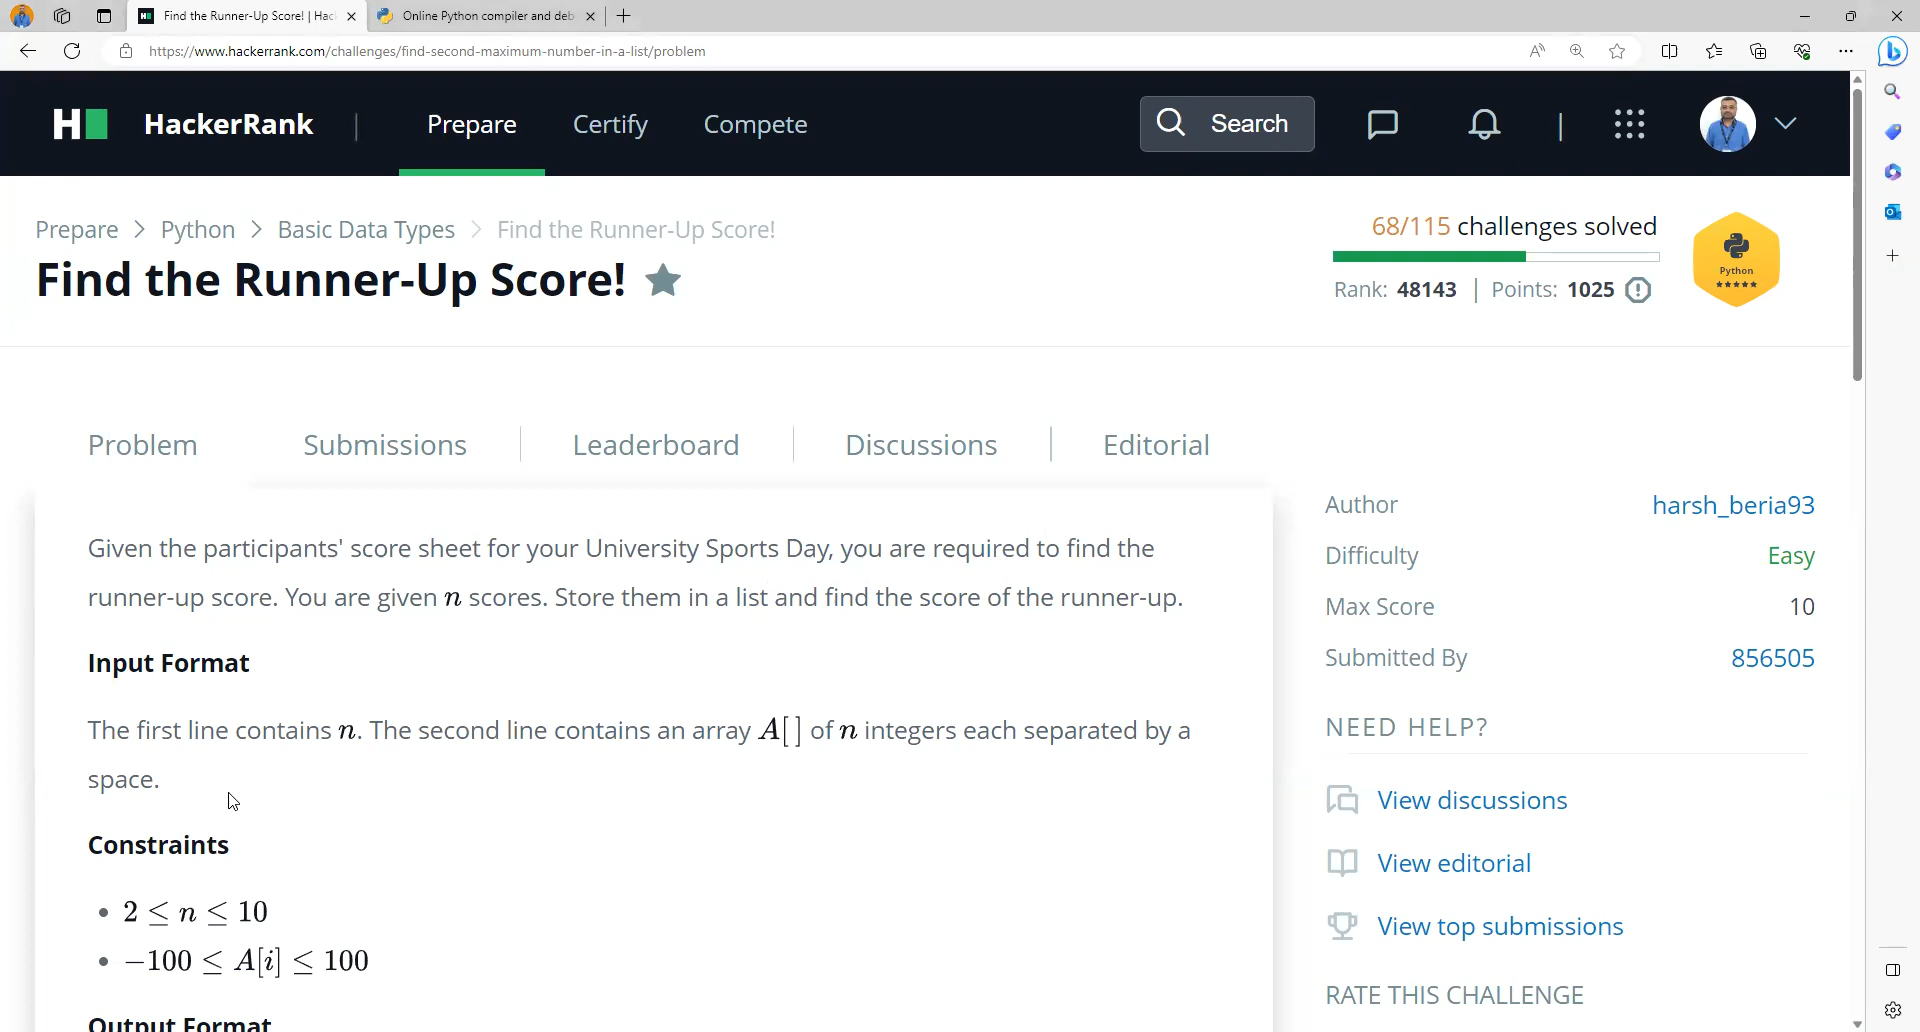 Find the Runner-Up Score! | Hac
Online Python compiler and deb
https://www.hackerrank.com/challenges/find-second-maximum-number-in-a-list/problem
H
HackerRank | Prepare Certify Compete Search |
Prepare > Python > Basic Data Types > Find the Runner-Up Score!
68/115 challenges solved
Find the Runner-Up Score!
Rank: 48143 | Points: 1025
Python
★★★★★
Problem Submissions Leaderboard Discussions Editorial
Given the participants' score sheet for your University Sports Day, you are required to find the
runner-up score. You are given n scores. Store them in a list and find the score of the runner-up.
Input Format
The first line contains n. The second line contains an array A[] of n integers each separated by a
space.
Constraints
• 2 ≤ n ≤ 10
• −100 ≤ A[i] ≤ 100
Output Format
Author harsh_beria93
Difficulty Easy
Max Score 10
Submitted By 856505
NEED HELP?
View discussions
View editorial
View top submissions
RATE THIS CHALLENGE